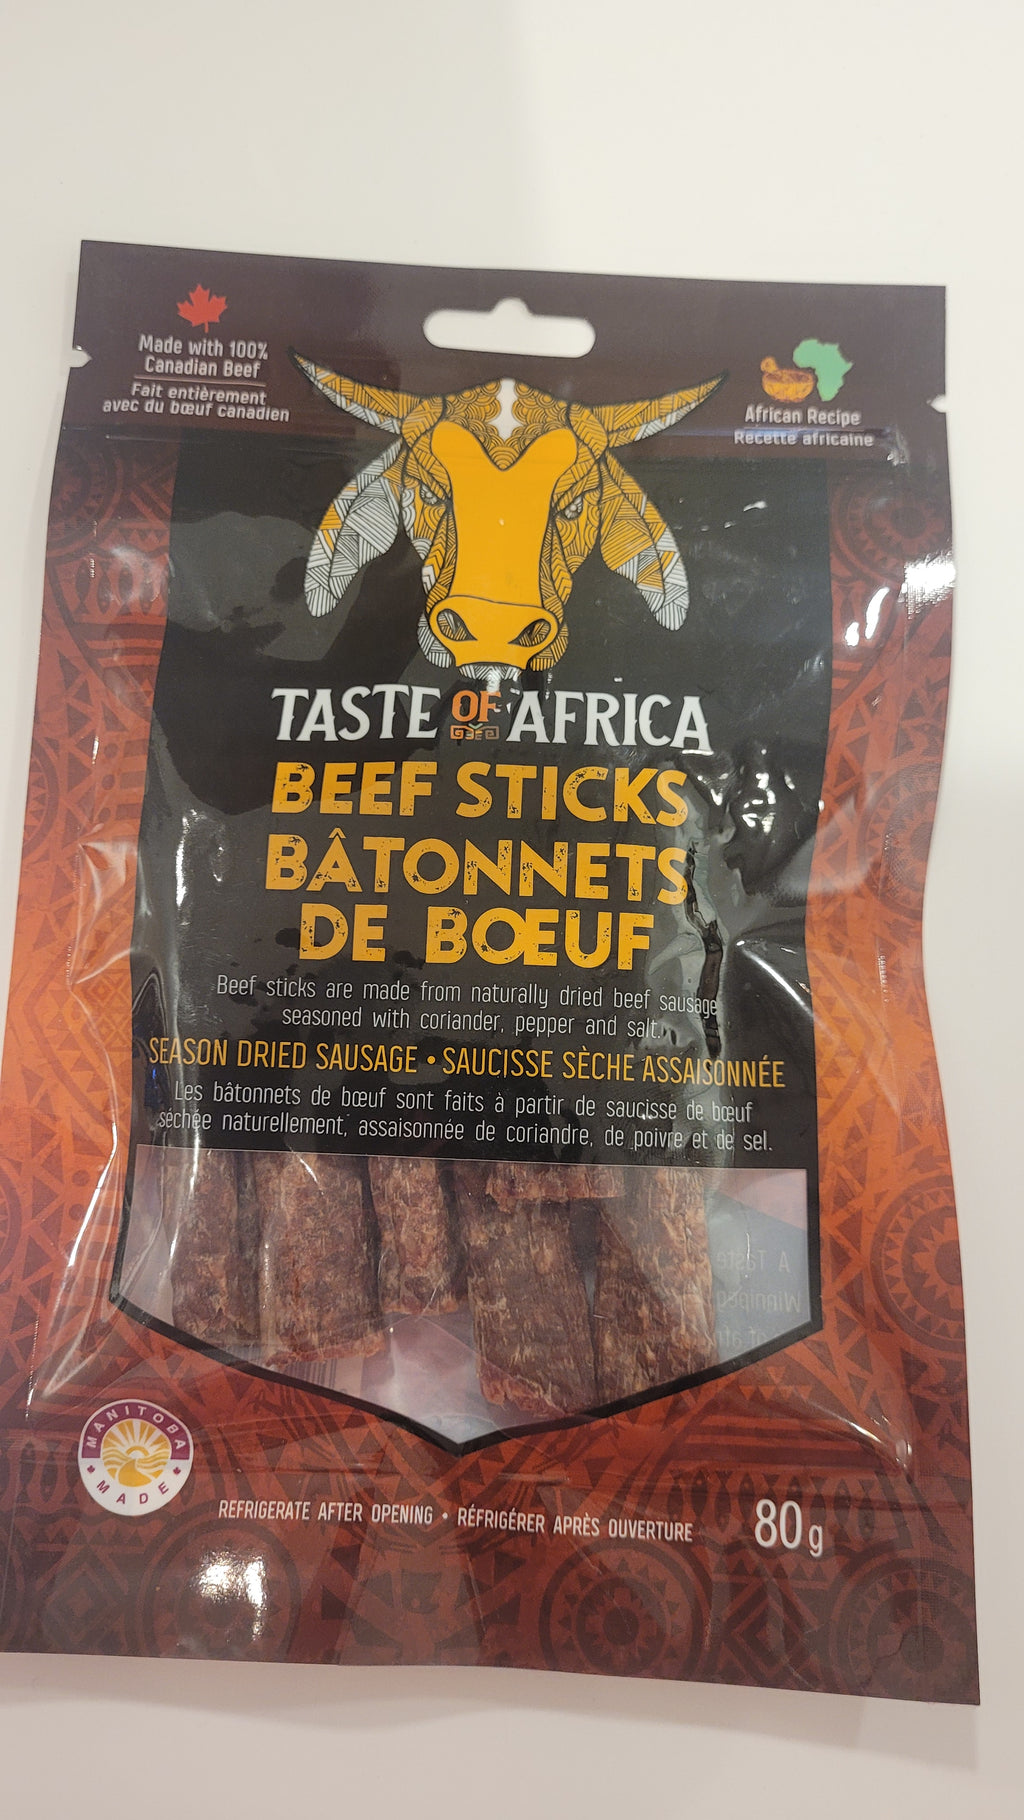 Made with 100%
Canadian Beef
Fait entièrement
avec du bœuf canadien
African Recipe
Recette africaine
TASTE OF AFRICA
BEEF STICKS
BÂTONNETS
DE BŒUF
Beef sticks are made from naturally dried beef sausage
seasoned with coriander, pepper and salt.
SEASON DRIED SAUSAGE • SAUCISSE SÈCHE ASSAISONNÉE
Les bâtonnets de bœuf sont faits à partir de saucisse de bœuf
séchée naturellement, assaisonnée de coriandre, de poivre et de sel.
A Taste
Winnipeg
MANITOBA
MADE
REFRIGERATE AFTER OPENING • RÉFRIGÉRER APRÈS OUVERTURE
80g